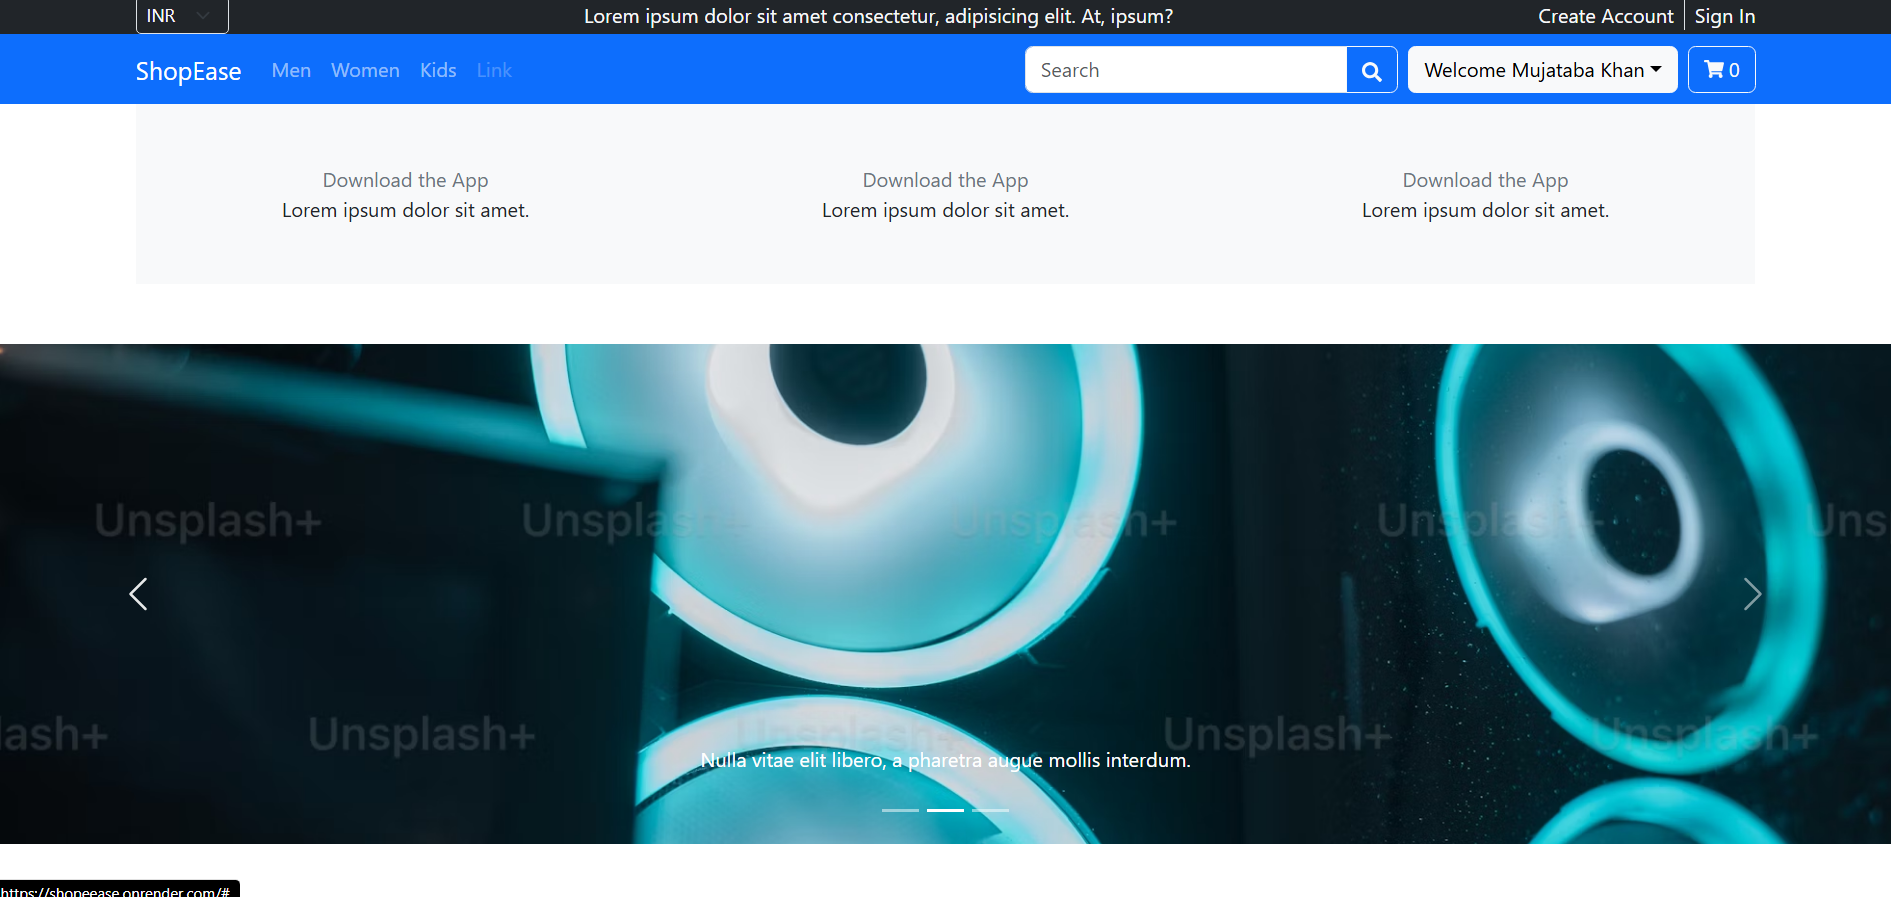 INR
Lorem ipsum dolor sit amet consectetur, adipisicing elit. At, ipsum?
Create Account
Sign In
ShopEase
Men
Women
Kids
Link
Search
Welcome Mujataba Khan
0
Download the App
Lorem ipsum dolor sit amet.
Download the App
Lorem ipsum dolor sit amet.
Download the App
Lorem ipsum dolor sit amet.
Unsplash+ Unsplash+ Unsplash+ Unsplash+ Uns
lash+ Unsplash+ Unsplash+ Unsplash+ Unsplash+
Nulla vitae elit libero, a pharetra augue mollis interdum.
https://shopeease.onrender.com/#